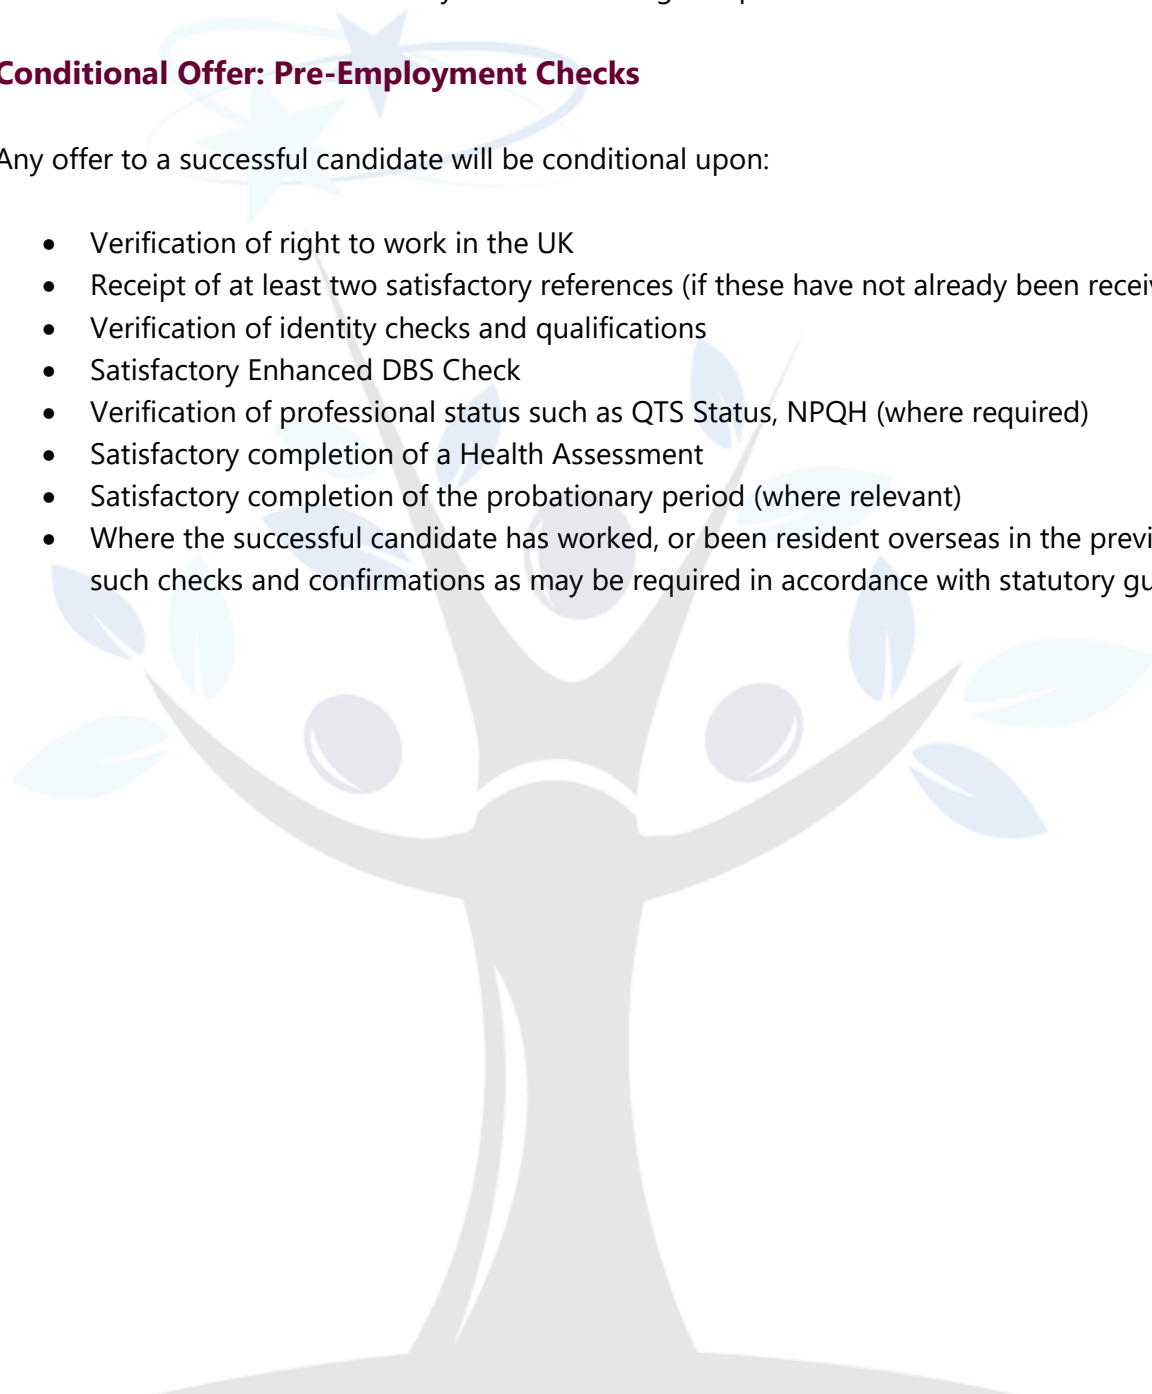 Conditional Offer: Pre-Employment Checks
Any offer to a successful candidate will be conditional upon:
• Verification of right to work in the UK
• Receipt of at least two satisfactory references (if these have not already been
• Verification of identity checks and qualifications
• Satisfactory Enhanced DBS Check
• Verification of professional status such as QTS Status, NPQH (where required)
• Satisfactory completion of a Health Assessment
• Satisfactory completion of the probationary period (where relevant)
• Where the successful candidate has worked, or been resident overseas in the
such checks and confirmations as may be required in accordance with statutory